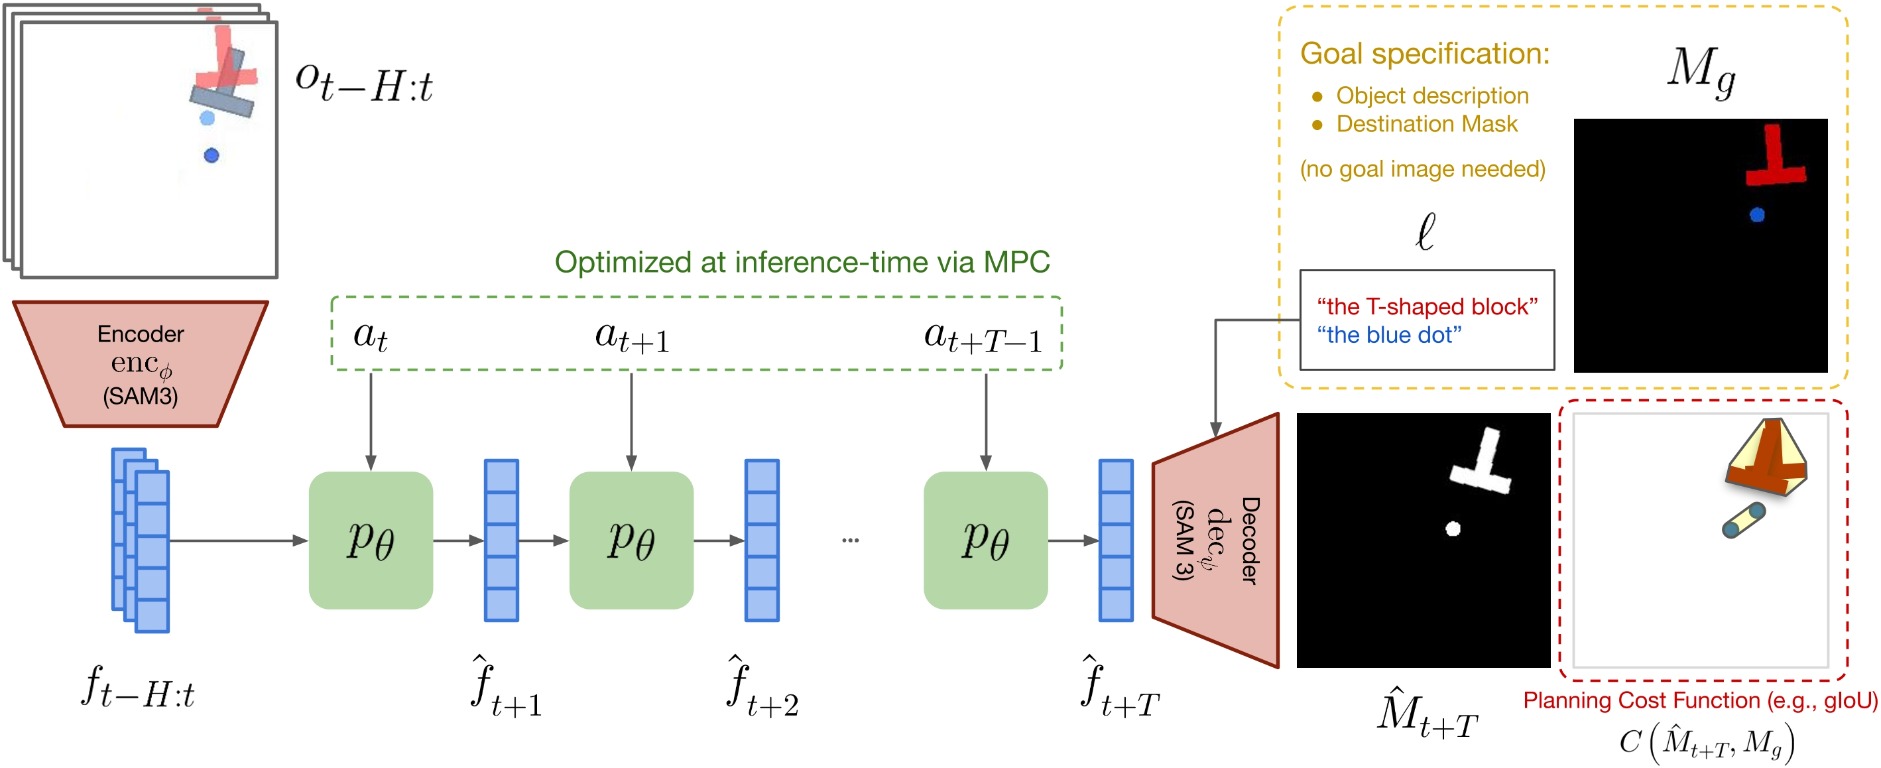 o_{t−H:t}
Encoder
enc_ϕ
(SAM3)
f_{t−H:t}
Optimized at inference-time via MPC
a_t
a_{t+1}
a_{t+T−1}
p_θ
p_θ
...
p_θ
f̂_{t+1}
f̂_{t+2}
f̂_{t+T}
Goal specification:
● Object description
● Destination Mask
(no goal image needed)
M_g
ℓ
“the T-shaped block”
“the blue dot”
Decoder
dec_ψ
(SAM 3)
M̂_{t+T}
Planning Cost Function (e.g., gIoU)
C (M̂_{t+T}, M_g)